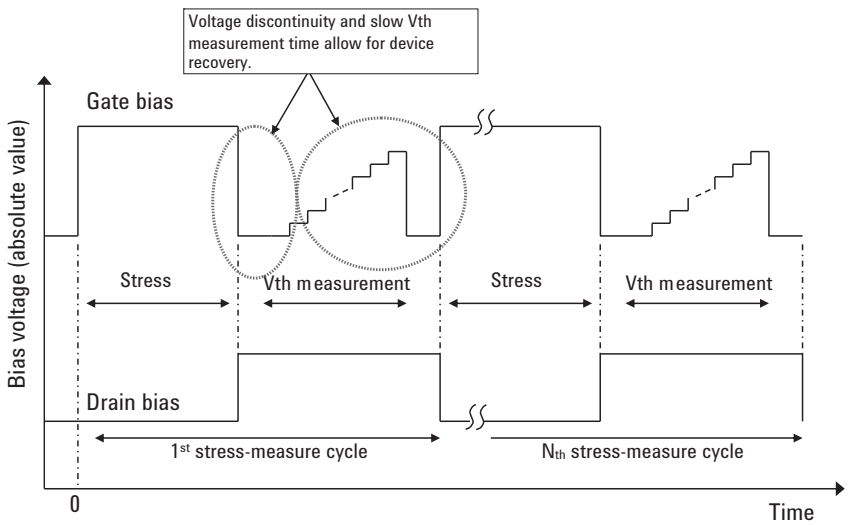 Voltage discontinuity and slow Vth
measurement time allow for device
recovery.
Gate bias
Bias voltage (absolute value)
Stress
Vth measurement
Stress
Vth measurement
Drain bias
1st stress-measure cycle
Nth stress-measure cycle
0
Time